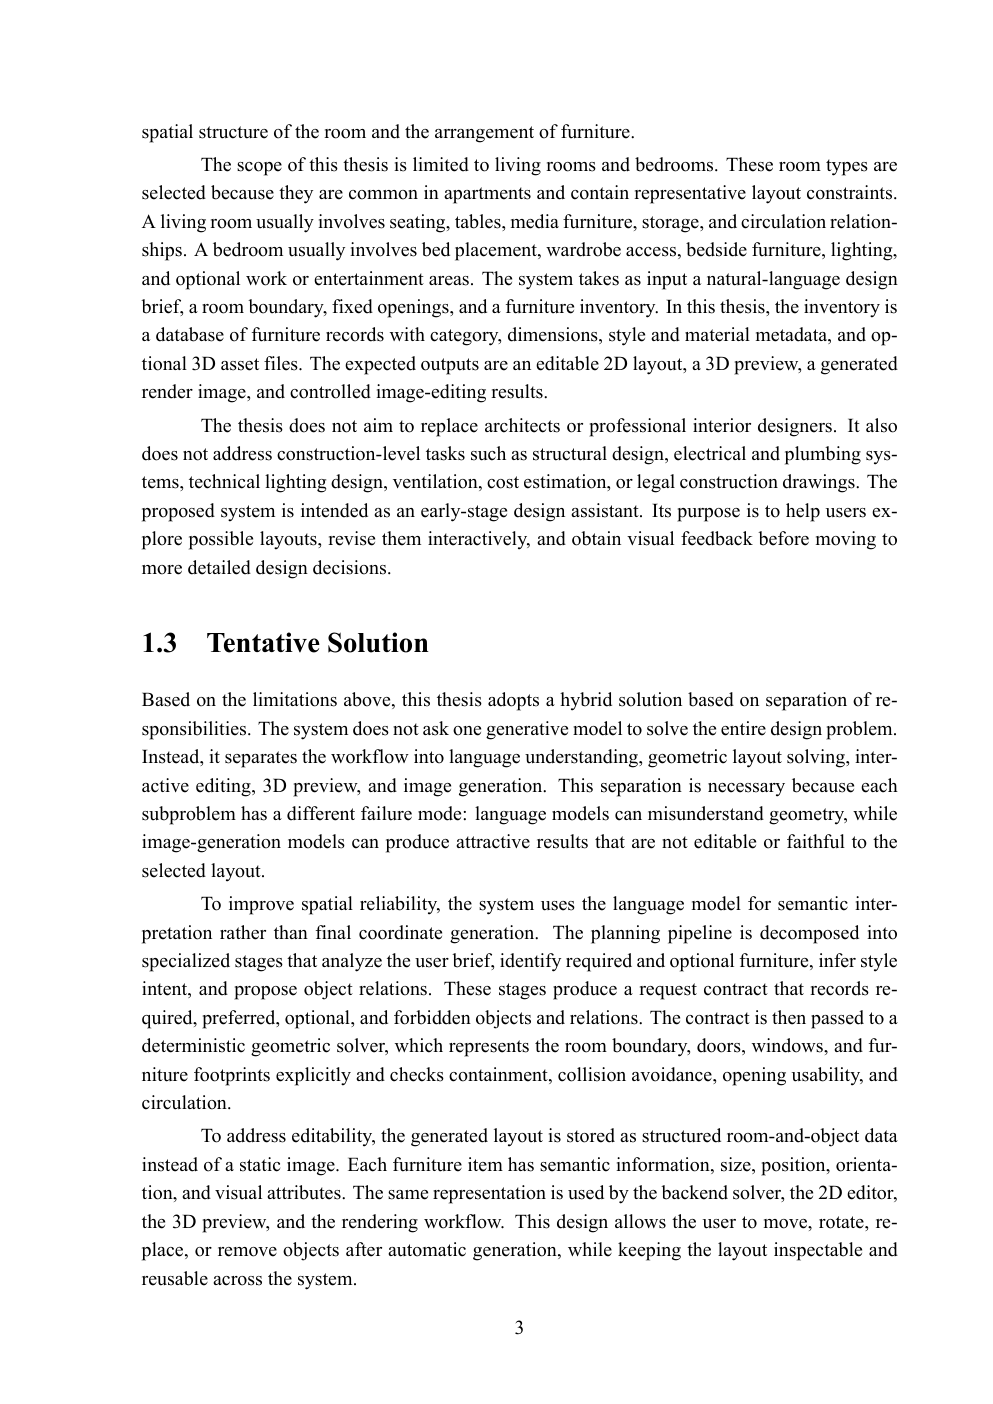 spatial structure of the room and the arrangement of furniture.
The scope of this thesis is limited to living rooms and bedrooms. These room types are
selected because they are common in apartments and contain representative layout constraints.
A living room usually involves seating, tables, media furniture, storage, and circulation relation-
ships. A bedroom usually involves bed placement, wardrobe access, bedside furniture, lighting,
and optional work or entertainment areas. The system takes as input a natural-language design
brief, a room boundary, fixed openings, and a furniture inventory. In this thesis, the inventory is
a database of furniture records with category, dimensions, style and material metadata, and op-
tional 3D asset files. The expected outputs are an editable 2D layout, a 3D preview, a generated
render image, and controlled image-editing results.
The thesis does not aim to replace architects or professional interior designers. It also
does not address construction-level tasks such as structural design, electrical and plumbing sys-
tems, technical lighting design, ventilation, cost estimation, or legal construction drawings. The
proposed system is intended as an early-stage design assistant. Its purpose is to help users ex-
plore possible layouts, revise them interactively, and obtain visual feedback before moving to
more detailed design decisions.
1.3 Tentative Solution
Based on the limitations above, this thesis adopts a hybrid solution based on separation of re-
sponsibilities. The system does not ask one generative model to solve the entire design problem.
Instead, it separates the workflow into language understanding, geometric layout solving, inter-
active editing, 3D preview, and image generation. This separation is necessary because each
subproblem has a different failure mode: language models can misunderstand geometry, while
image-generation models can produce attractive results that are not editable or faithful to the
selected layout.
To improve spatial reliability, the system uses the language model for semantic inter-
pretation rather than final coordinate generation. The planning pipeline is decomposed into
specialized stages that analyze the user brief, identify required and optional furniture, infer style
intent, and propose object relations. These stages produce a request contract that records re-
quired, preferred, optional, and forbidden objects and relations. The contract is then passed to a
deterministic geometric solver, which represents the room boundary, doors, windows, and fur-
niture footprints explicitly and checks containment, collision avoidance, opening usability, and
circulation.
To address editability, the generated layout is stored as structured room-and-object data
instead of a static image. Each furniture item has semantic information, size, position, orienta-
tion, and visual attributes. The same representation is used by the backend solver, the 2D editor,
the 3D preview, and the rendering workflow. This design allows the user to move, rotate, re-
place, or remove objects after automatic generation, while keeping the layout inspectable and
reusable across the system.
3